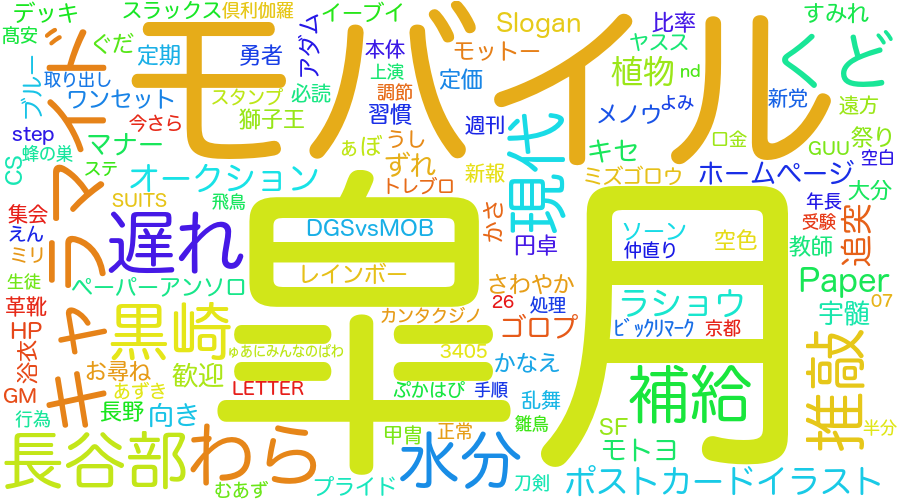 デッキ
スラックス
倶利伽羅
イーブイ
Slogan
比率
すみれ
髙安
ぐだ
定期
勇者
アダム
本体
モットー
ヤスス
くど
モバイル
ブルー
取り出し
ワンセット
スタンプ
必読
上演
調節
定価
植物
nd
新党
遠方
step
今さら
獅子王
習慣
週刊
メノウ
よみ
口金
GUU
祭り
空白
蜂の巣
マナー
ぁぼ
うし
ずれ
キセ
CS
ステ
オークション
トレブロ
新報
現代
ミズゴロウ
ホームページ
年長
大分
キャラマイド
SUITS
飛鳥
集会
えん
遅れ
皐月
DGSvsMOB
かさ
円卓
ソーン
仲直り
空色
受験
教師
追突
ミリ
生徒
ペーパーアンソロ
レインボー
さわやか
Paper
革靴
黒崎
カンタクジノ
26
処理
ラショウ
07
HP
ゴロプ
ビックリマーク
京都
宇髄
浴衣
ゅあにみんなのぱわ
3405
かなえ
推敲
お尋ね
歓迎
GM
あずき
LETTER
ぷかはぴ
手順
乱舞
補給
行為
長野
向き
甲冑
正常
雛鳥
SF
半分
長谷部
わら
水分
モトヨ
むあず
プライド
刀剣
ポストカードイラスト